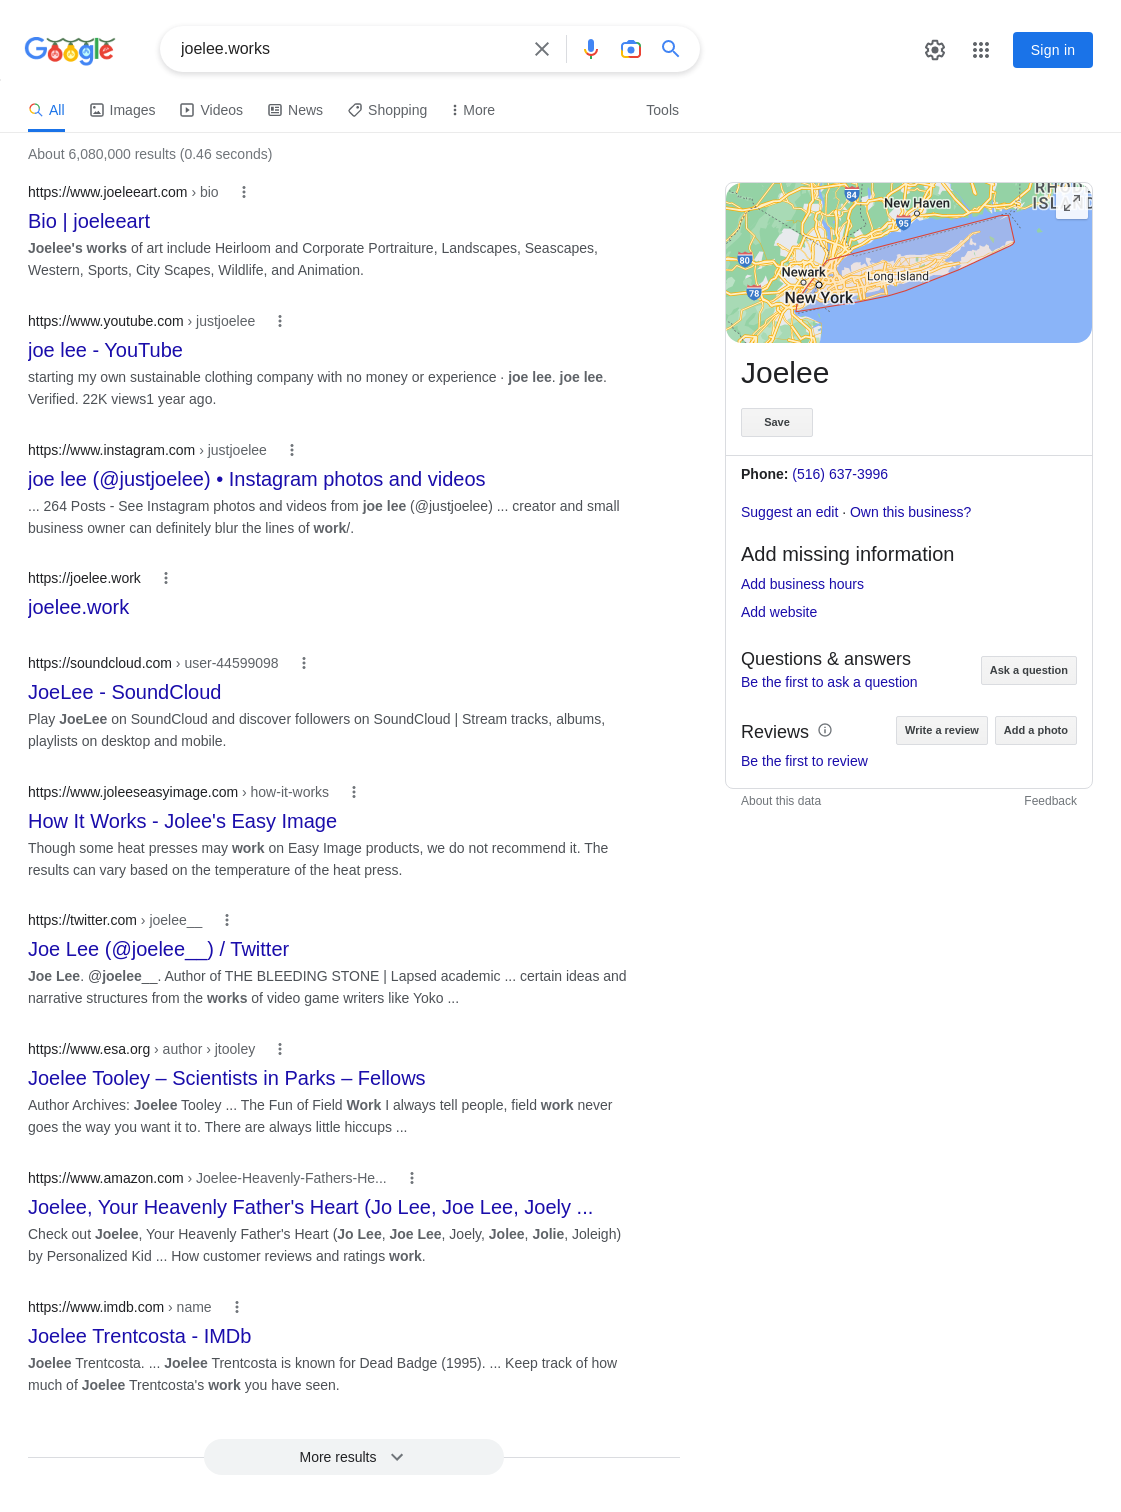 Google
joelee.works
Sign in
All
Images
Videos
News
Shopping
More
Tools
About 6,080,000 results (0.46 seconds)
https://www.joeleeart.com › bio
Bio | joeleeart
Joelee's works of art include Heirloom and Corporate Portraiture, Landscapes, Seascapes,
Western, Sports, City Scapes, Wildlife, and Animation.
https://www.youtube.com › justjoelee
joe lee - YouTube
starting my own sustainable clothing company with no money or experience · joe lee. joe lee.
Verified. 22K views1 year ago.
https://www.instagram.com › justjoelee
joe lee (@justjoelee) • Instagram photos and videos
... 264 Posts - See Instagram photos and videos from joe lee (@justjoelee) ... creator and small
business owner can definitely blur the lines of work/.
https://joelee.work
joelee.work
https://soundcloud.com › user-44599098
JoeLee - SoundCloud
Play JoeLee on SoundCloud and discover followers on SoundCloud | Stream tracks, albums,
playlists on desktop and mobile.
https://www.joleeseasyimage.com › how-it-works
How It Works - Jolee's Easy Image
Though some heat presses may work on Easy Image products, we do not recommend it. The
results can vary based on the temperature of the heat press.
https://twitter.com › joelee__
Joe Lee (@joelee__) / Twitter
Joe Lee. @joelee__. Author of THE BLEEDING STONE | Lapsed academic ... certain ideas and
narrative structures from the works of video game writers like Yoko ...
https://www.esa.org › author › jtooley
Joelee Tooley – Scientists in Parks – Fellows
Author Archives: Joelee Tooley ... The Fun of Field Work I always tell people, field work never
goes the way you want it to. There are always little hiccups ...
https://www.amazon.com › Joelee-Heavenly-Fathers-He...
Joelee, Your Heavenly Father's Heart (Jo Lee, Joe Lee, Joely ...
Check out Joelee, Your Heavenly Father's Heart (Jo Lee, Joe Lee, Joely, Jolee, Jolie, Joleigh)
by Personalized Kid ... How customer reviews and ratings work.
https://www.imdb.com › name
Joelee Trentcosta - IMDb
Joelee Trentcosta. ... Joelee Trentcosta is known for Dead Badge (1995). ... Keep track of how
much of Joelee Trentcosta's work you have seen.
More results
84
New Haven
95
80
Newark
Long Island
78
New York
Joelee
Save
Phone: (516) 637-3996
Suggest an edit · Own this business?
Add missing information
Add business hours
Add website
Questions & answers
Be the first to ask a question
Ask a question
Reviews
Write a review
Add a photo
Be the first to review
About this data
Feedback